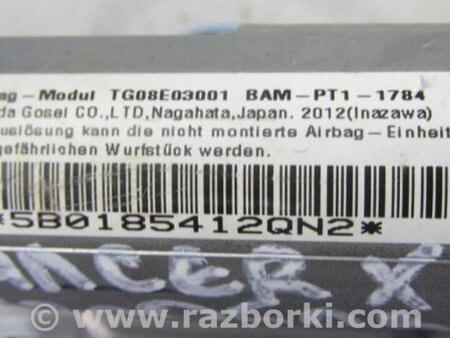 ag-Modul TG08E03001 BAM-PT1-1784
da Gosei CO.,LTD,Nagahata,Japan. 2012(Inazawa)
uslösung kann die nicht montierte Airbag-Einheit
gefährlichen Wurfstück werden.
*5B0185412QN2*
ANCER X
www.razborki.com